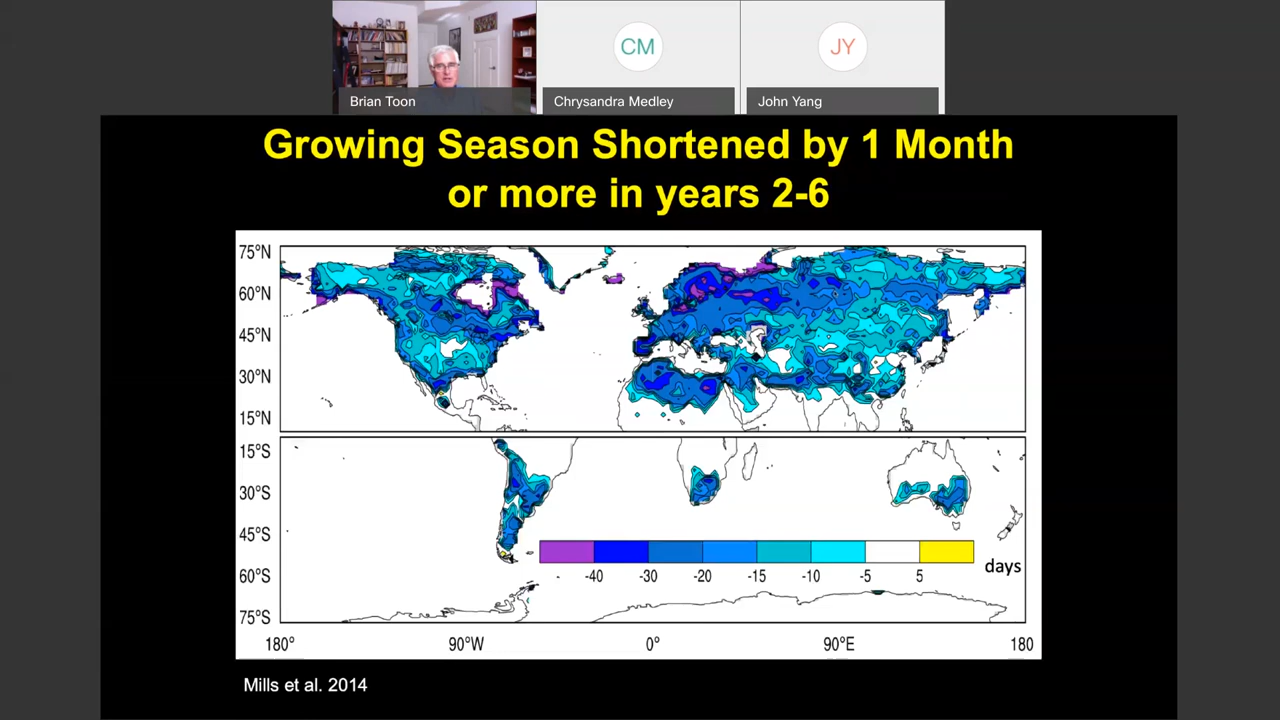 CM
JY
Brian Toon
Chrysandra Medley
John Yang
Growing Season Shortened by 1 Month
or more in years 2-6
75°N
60°N
45°N
30°N
15°N
15°S
30°S
45°S
60°S
75°S
-40 -30 -20 -15 -10 -5 5
days
180° 90°W 0° 90°E 180
Mills et al. 2014